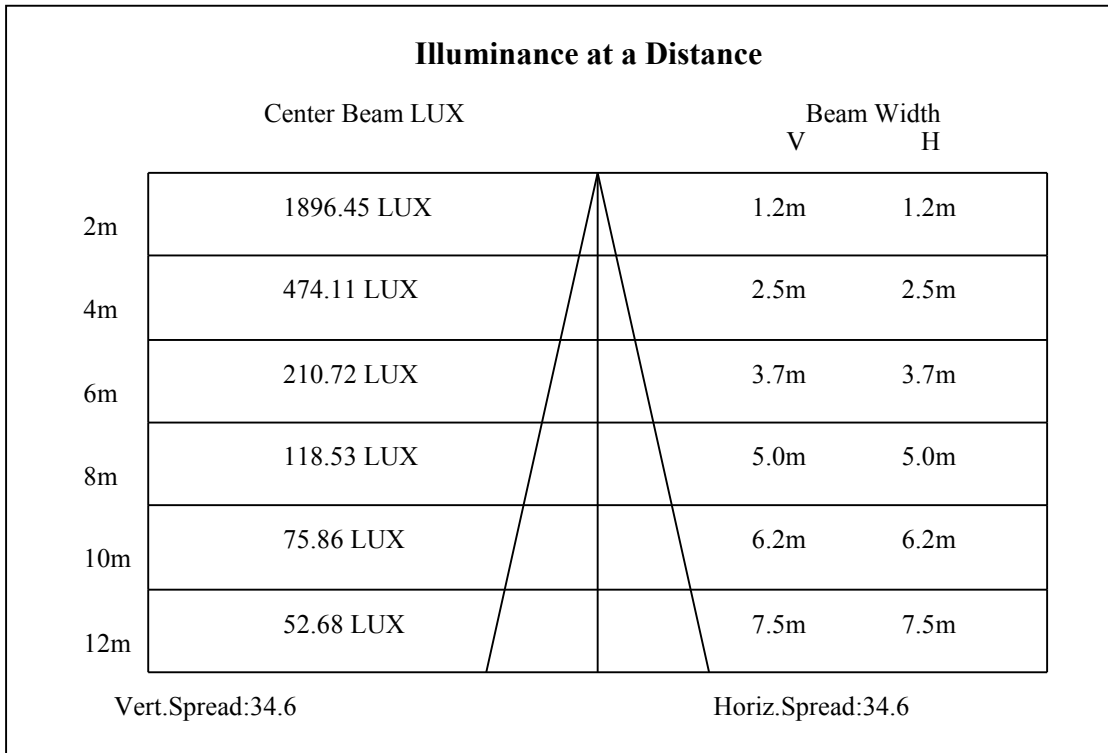 Illuminance at a Distance
Center Beam LUX Beam Width
V H
2m 1896.45 LUX 1.2m 1.2m
4m 474.11 LUX 2.5m 2.5m
6m 210.72 LUX 3.7m 3.7m
8m 118.53 LUX 5.0m 5.0m
10m 75.86 LUX 6.2m 6.2m
12m 52.68 LUX 7.5m 7.5m
Vert.Spread:34.6 Horiz.Spread:34.6